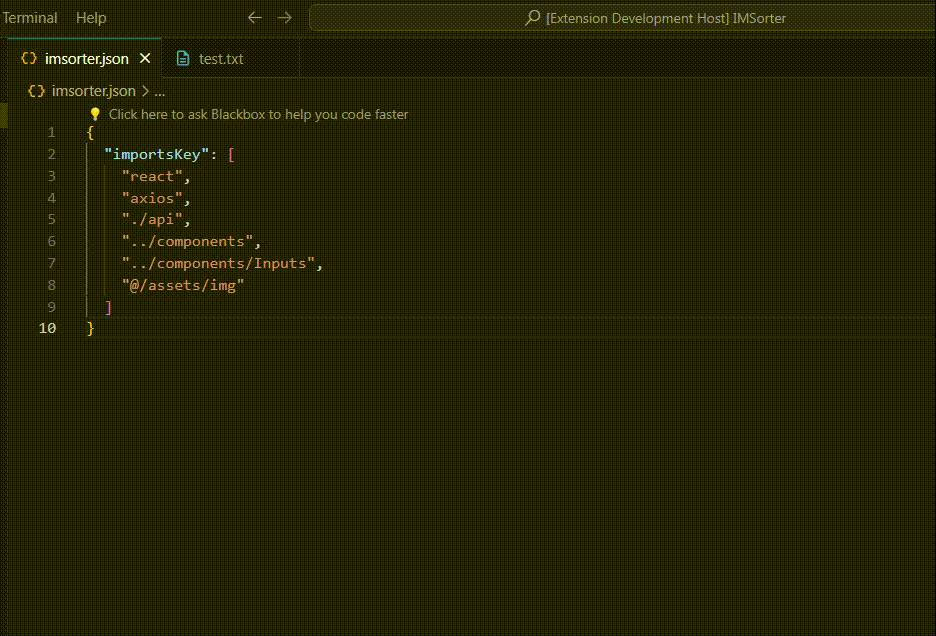 Terminal Help [Extension Development Host] IMSorter
imsorter.json test.txt
imsorter.json > ...
Click here to ask Blackbox to help you code faster
1 {
2 "importsKey": [
3 "react",
4 "axios",
5 "./api",
6 "../components",
7 "../components/Inputs",
8 "@/assets/img"
9 ]
10 }